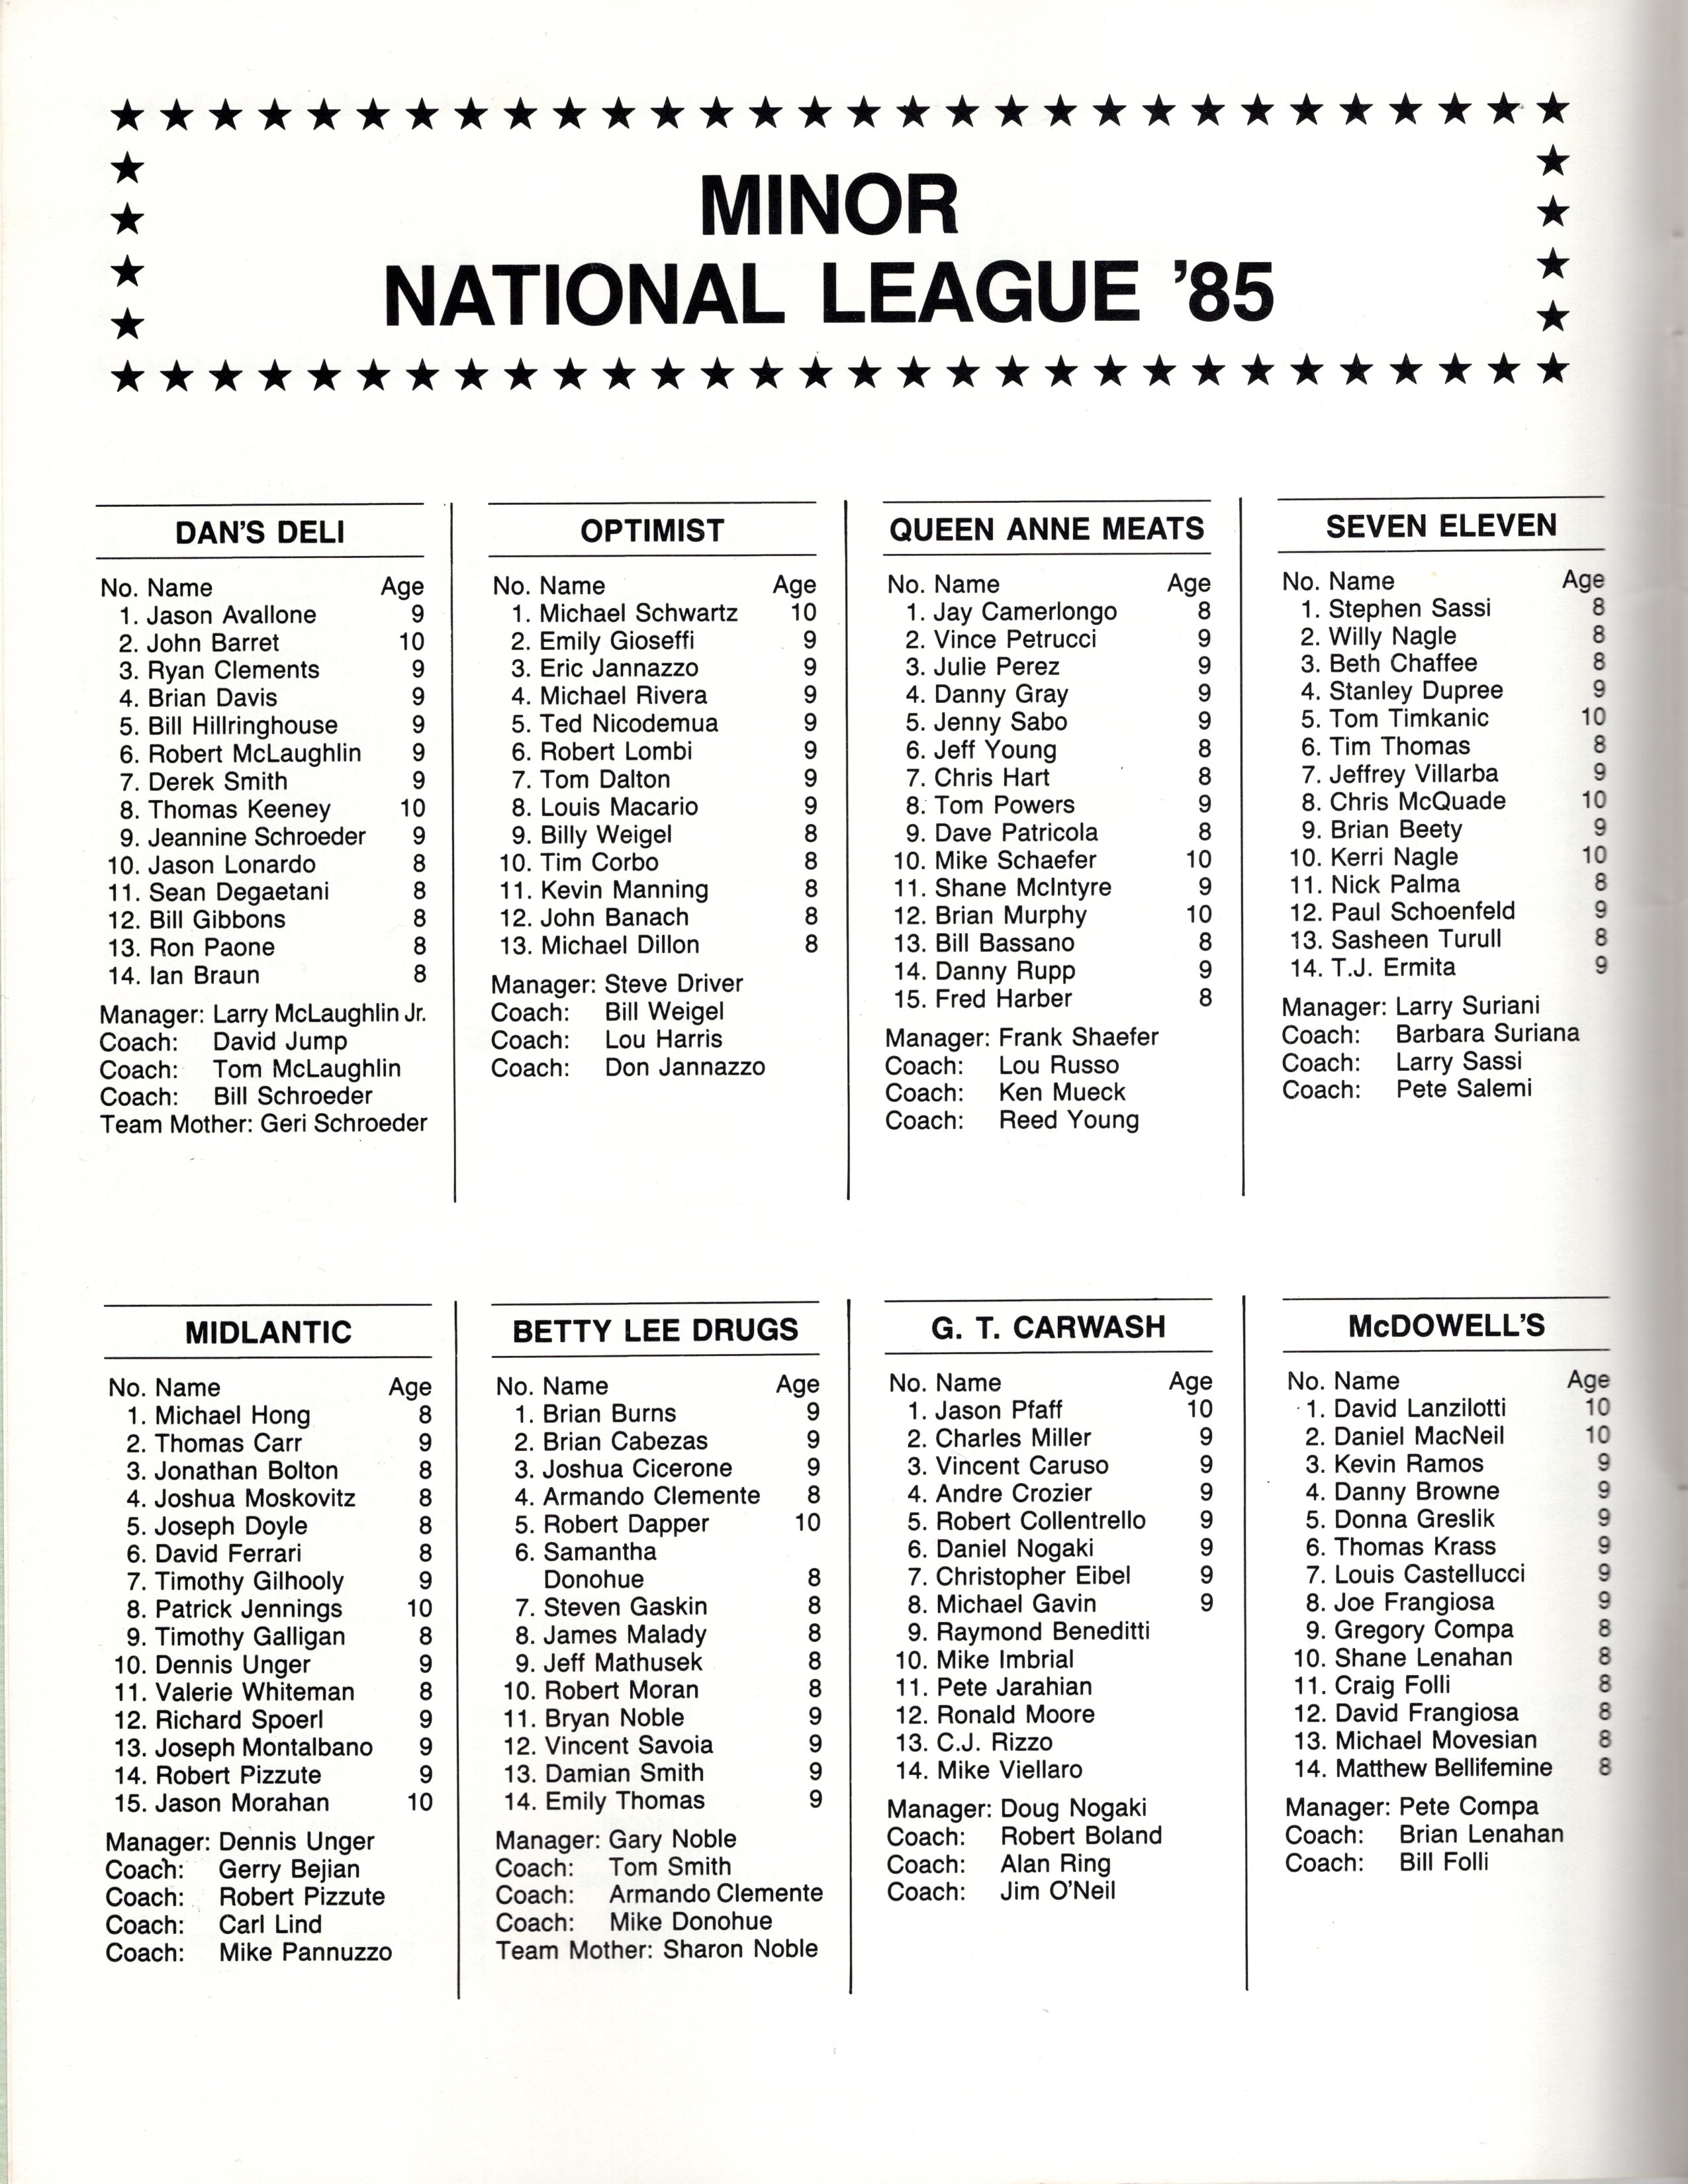 MINOR
NATIONAL LEAGUE '85
DAN'S DELI
No. Name Age
1. Jason Avallone 9
2. John Barret 10
3. Ryan Clements 9
4. Brian Davis 9
5. Bill Hillringhouse 9
6. Robert McLaughlin 9
7. Derek Smith 9
8. Thomas Keeney 10
9. Jeannine Schroeder 9
10. Jason Lonardo 8
11. Sean Degaetani 8
12. Bill Gibbons 8
13. Ron Paone 8
14. Ian Braun 8
Manager: Larry McLaughlin Jr.
Coach: David Jump
Coach: Tom McLaughlin
Coach: Bill Schroeder
Team Mother: Geri Schroeder
OPTIMIST
No. Name Age
1. Michael Schwartz 10
2. Emily Gioseffi 9
3. Eric Jannazzo 9
4. Michael Rivera 9
5. Ted Nicodemua 9
6. Robert Lombi 9
7. Tom Dalton 9
8. Louis Macario 9
9. Billy Weigel 8
10. Tim Corbo 8
11. Kevin Manning 8
12. John Banach 8
13. Michael Dillon 8
Manager: Steve Driver
Coach: Bill Weigel
Coach: Lou Harris
Coach: Don Jannazzo
QUEEN ANNE MEATS
No. Name Age
1. Jay Camerlongo 8
2. Vince Petrucci 9
3. Julie Perez 9
4. Danny Gray 9
5. Jenny Sabo 9
6. Jeff Young 8
7. Chris Hart 8
8. Tom Powers 9
9. Dave Patricola 8
10. Mike Schaefer 10
11. Shane McIntyre 9
12. Brian Murphy 10
13. Bill Bassano 8
14. Danny Rupp 9
15. Fred Harber 8
Manager: Frank Shaefer
Coach: Lou Russo
Coach: Ken Mueck
Coach: Reed Young
SEVEN ELEVEN
No. Name Age
1. Stephen Sassi 8
2. Willy Nagle 8
3. Beth Chaffee 8
4. Stanley Dupree 9
5. Tom Timkanic 10
6. Tim Thomas 8
7. Jeffrey Villarba 9
8. Chris McQuade 10
9. Brian Beety 9
10. Kerri Nagle 10
11. Nick Palma 8
12. Paul Schoenfeld 9
13. Sasheen Turull 8
14. T.J. Ermita 9
Manager: Larry Suriani
Coach: Barbara Suriana
Coach: Larry Sassi
Coach: Pete Salemi
MIDLANTIC
No. Name Age
1. Michael Hong 8
2. Thomas Carr 9
3. Jonathan Bolton 8
4. Joshua Moskovitz 8
5. Joseph Doyle 8
6. David Ferrari 8
7. Timothy Gilhooly 9
8. Patrick Jennings 10
9. Timothy Galligan 8
10. Dennis Unger 9
11. Valerie Whiteman 8
12. Richard Spoerl 9
13. Joseph Montalbano 9
14. Robert Pizzute 9
15. Jason Morahan 10
Manager: Dennis Unger
Coach: Gerry Bejian
Coach: Robert Pizzute
Coach: Carl Lind
Coach: Mike Pannuzzo
BETTY LEE DRUGS
No. Name Age
1. Brian Burns 9
2. Brian Cabezas 9
3. Joshua Cicerone 9
4. Armando Clemente 8
5. Robert Dapper 10
6. Samantha
Donohue 8
7. Steven Gaskin 8
8. James Malady 8
9. Jeff Mathusek 8
10. Robert Moran 8
11. Bryan Noble 9
12. Vincent Savoia 9
13. Damian Smith 9
14. Emily Thomas 9
Manager: Gary Noble
Coach: Tom Smith
Coach: Armando Clemente
Coach: Mike Donohue
Team Mother: Sharon Noble
G. T. CARWASH
No. Name Age
1. Jason Pfaff 10
2. Charles Miller 9
3. Vincent Caruso 9
4. Andre Crozier 9
5. Robert Collentrello 9
6. Daniel Nogaki 9
7. Christopher Eibel 9
8. Michael Gavin 9
9. Raymond Beneditti
10. Mike Imbrial
11. Pete Jarahian
12. Ronald Moore
13. C.J. Rizzo
14. Mike Viellaro
Manager: Doug Nogaki
Coach: Robert Boland
Coach: Alan Ring
Coach: Jim O'Neil
McDOWELL'S
No. Name Age
1. David Lanzilotti 10
2. Daniel MacNeil 10
3. Kevin Ramos 9
4. Danny Browne 9
5. Donna Greslik 9
6. Thomas Krass 9
7. Louis Castellucci 9
8. Joe Frangiosa 9
9. Gregory Compa 8
10. Shane Lenahan 8
11. Craig Folli 8
12. David Frangiosa 8
13. Michael Movesian 8
14. Matthew Bellifemine 8
Manager: Pete Compa
Coach: Brian Lenahan
Coach: Bill Folli